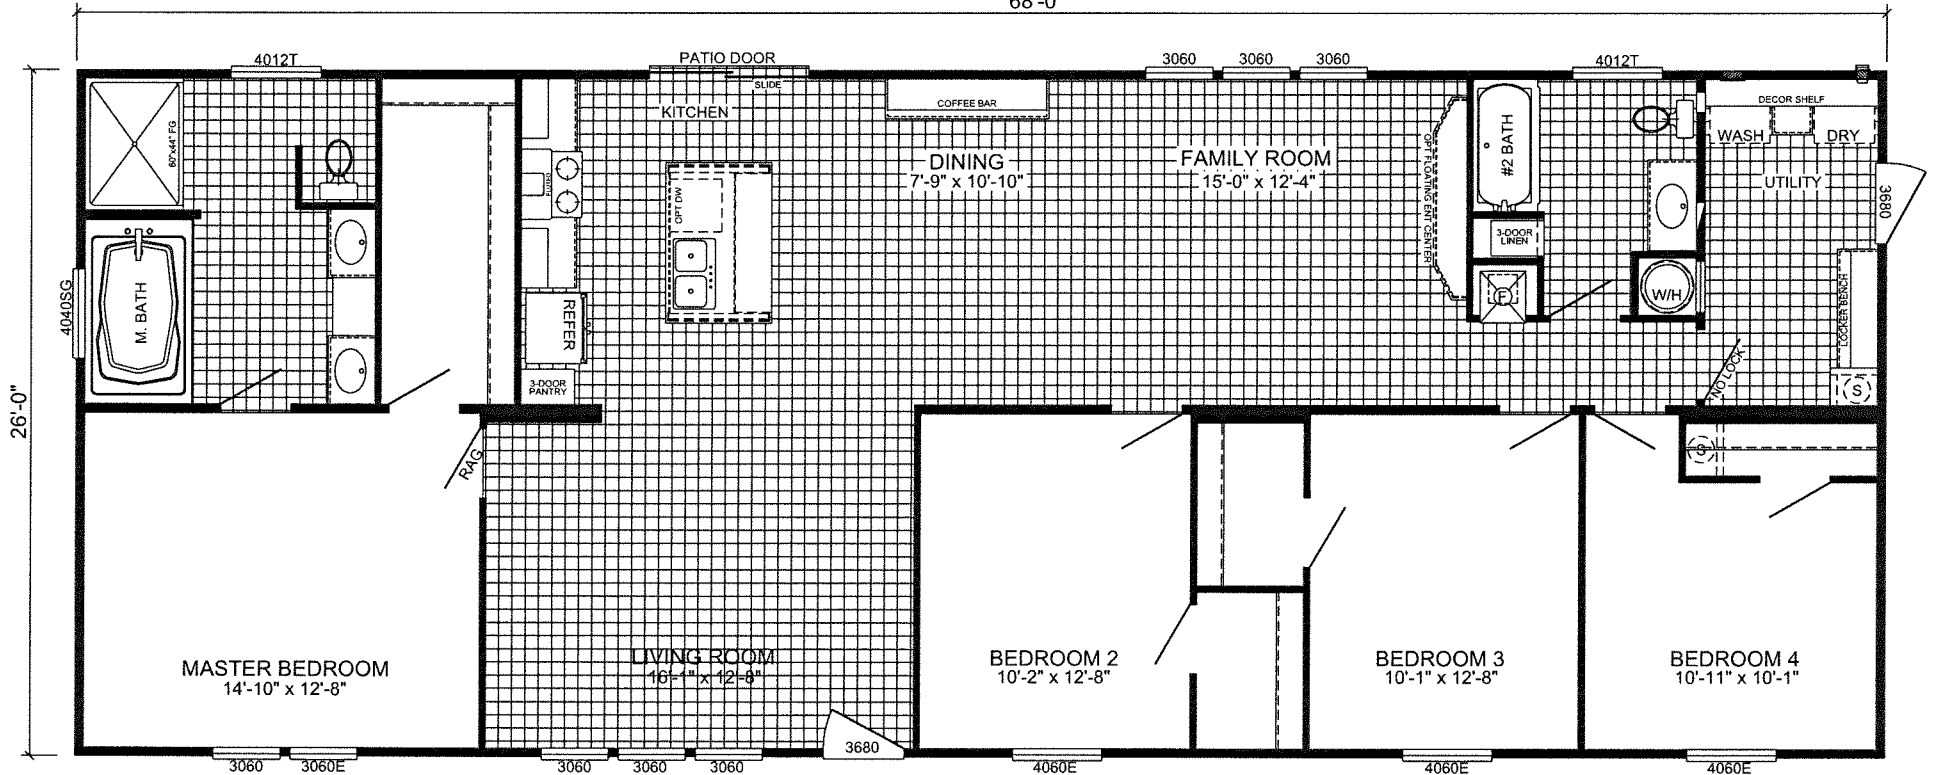 68'-0"
4012T
PATIO DOOR
SLIDE
3060
3060
3060
4012T
KITCHEN
COFFEE BAR
DECOR SHELF
WASH
DRY
60"x44" FG
DINING
7'-9" x 10'-10"
FAMILY ROOM
15'-0" x 12'-4"
OPT FLOATING ENT CENTER
#2 BATH
UTILITY
3680
OPT DW
3-DOOR
LINEN
4040SG
M. BATH
REFER
F
W/H
LOCKER BENCH
26'-0"
3-DOOR
PANTRY
NO LOCK
S
RAG
S
MASTER BEDROOM
14'-10" x 12'-8"
LIVING ROOM
16'-1" x 12'-8"
BEDROOM 2
10'-2" x 12'-8"
BEDROOM 3
10'-1" x 12'-8"
BEDROOM 4
10'-11" x 10'-1"
3680
3060
3060E
3060
3060
3060
4060E
4060E
4060E